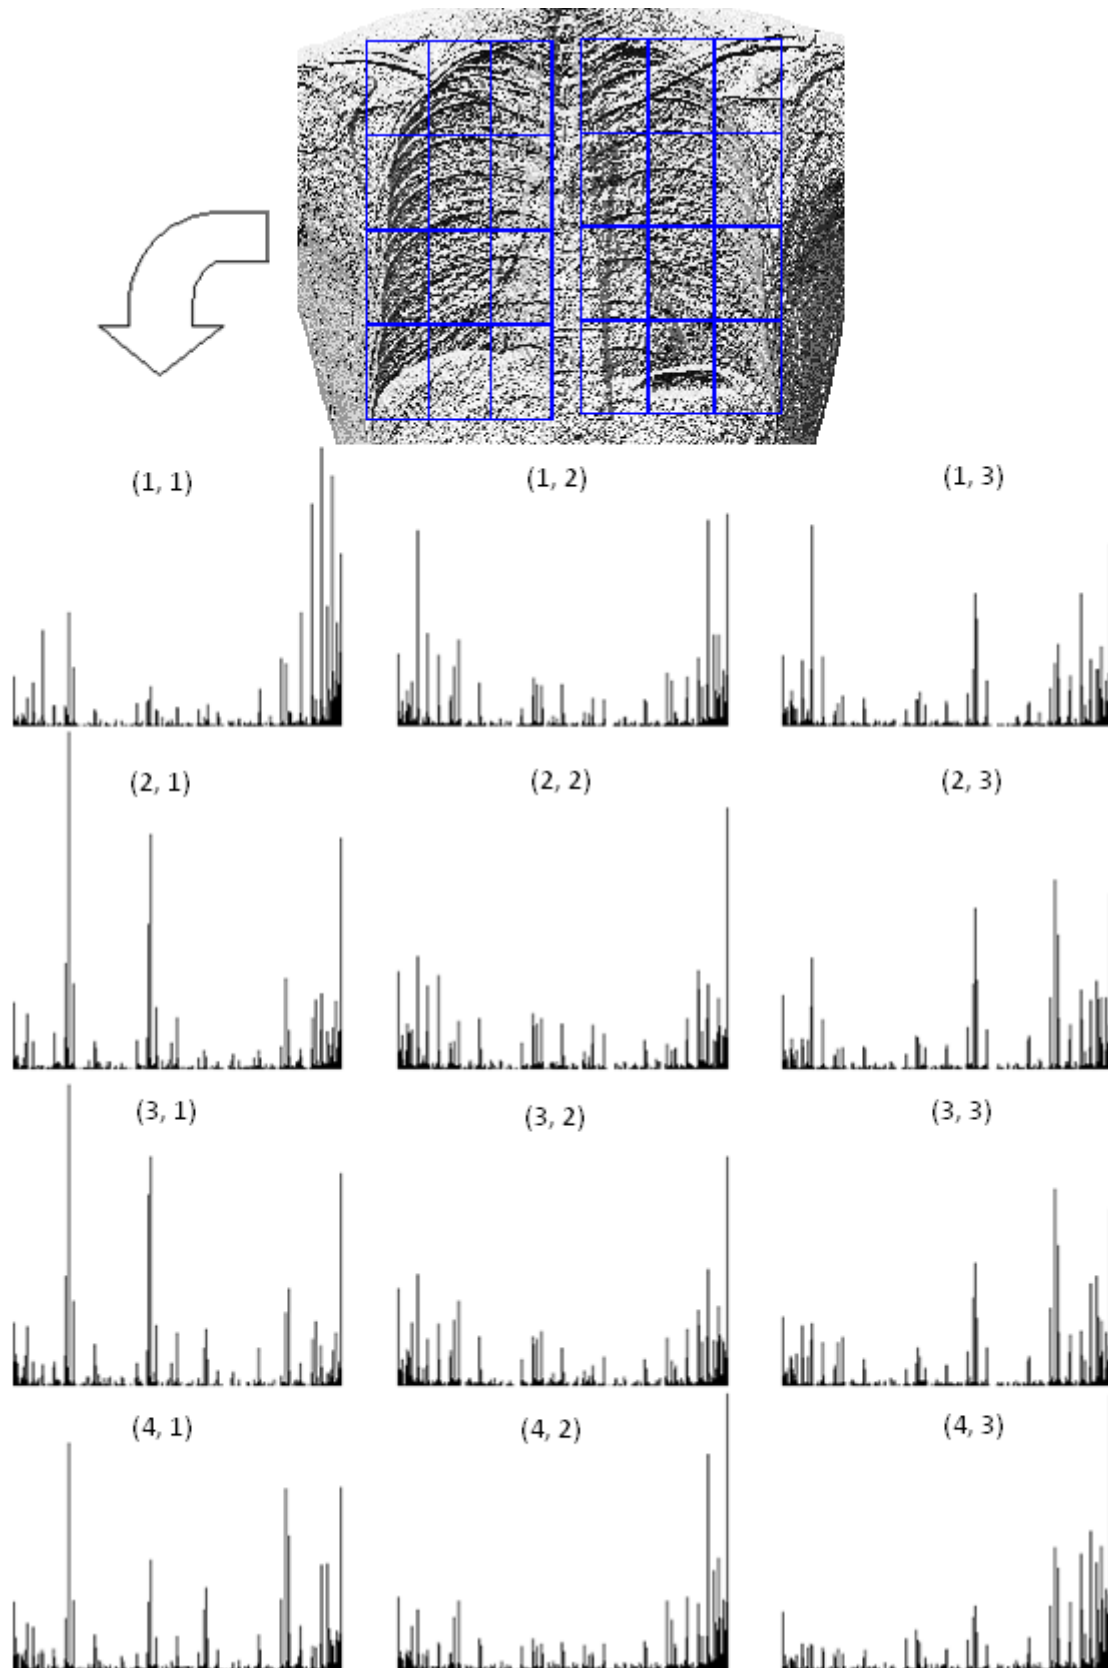 (1, 1) (1, 2) (1, 3)
(2, 1) (2, 2) (2, 3)
(3, 1) (3, 2) (3, 3)
(4, 1) (4, 2) (4, 3)